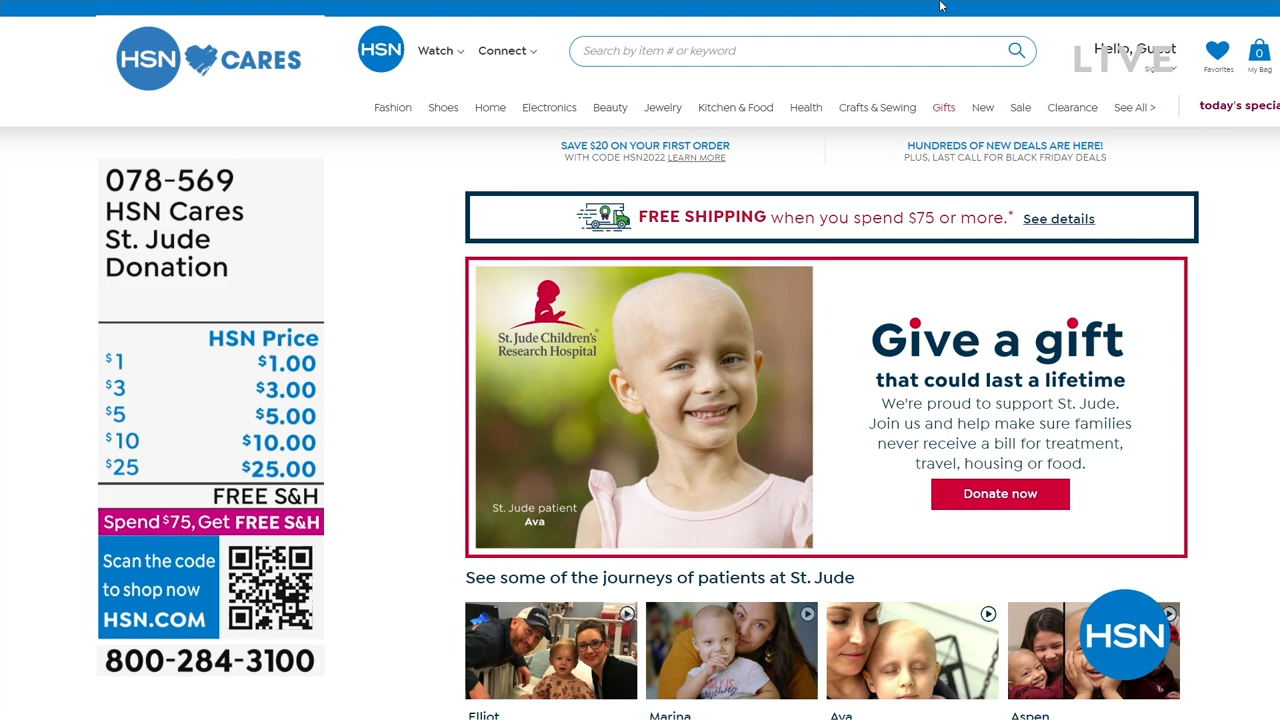 HSN CARES
HSN
Watch
Connect
Search by item # or keyword
Hello, Guest
LIVE
Favorites
0
My Bag
Fashion
Shoes
Home
Electronics
Beauty
Jewelry
Kitchen & Food
Health
Crafts & Sewing
Gifts
New
Sale
Clearance
See All >
today's specia
SAVE $20 ON YOUR FIRST ORDER
WITH CODE HSN2022 LEARN MORE
HUNDREDS OF NEW DEALS ARE HERE!
PLUS, LAST CALL FOR BLACK FRIDAY DEALS
078-569
HSN Cares
St. Jude
Donation
HSN Price
$1 $1.00
$3 $3.00
$5 $5.00
$10 $10.00
$25 $25.00
FREE S&H
Spend $75, Get FREE S&H
Scan the code
to shop now
HSN.COM
800-284-3100
FREE SHIPPING when you spend $75 or more.* See details
St. Jude Children's
Research Hospital
St. Jude patient
Ava
Give a gift
that could last a lifetime
We're proud to support St. Jude.
Join us and help make sure families
never receive a bill for treatment,
travel, housing or food.
Donate now
See some of the journeys of patients at St. Jude
HSN
Elliot
Marina
Ava
Aspen